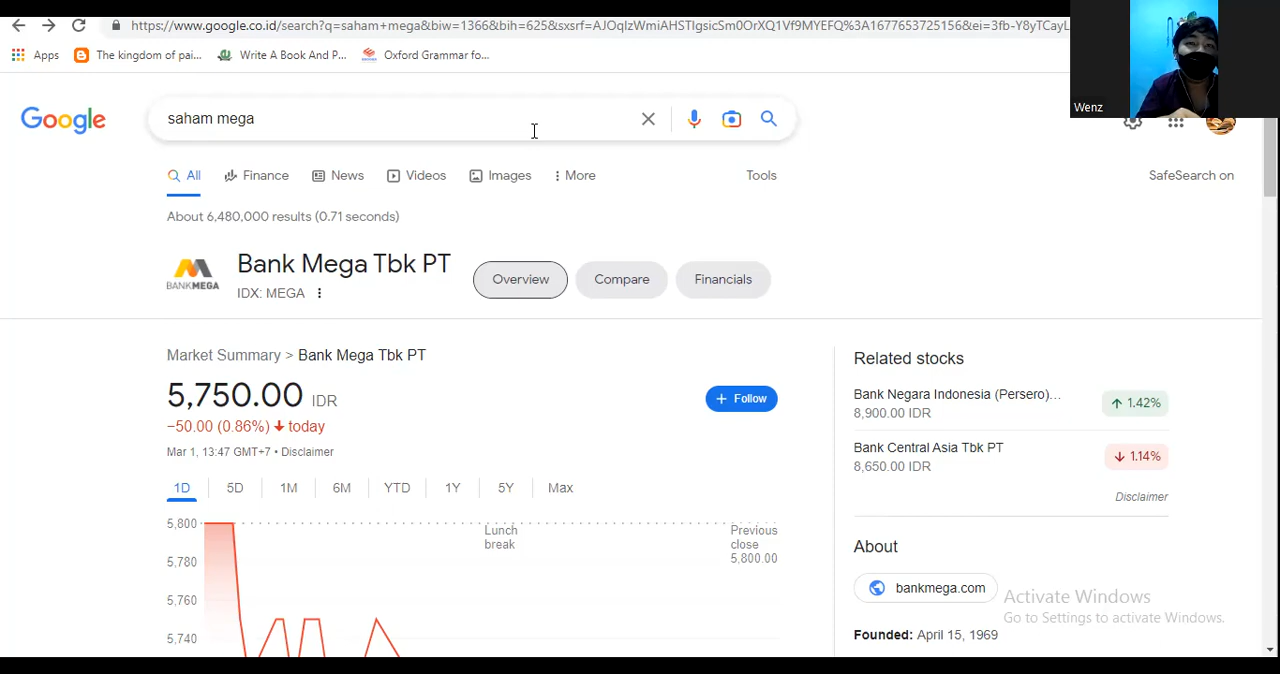 https://www.google.co.id/search?q=saham+mega&biw=1366&bih=625&sxsrf=AJOqlzWmiAHSTIgsicSm0OrXQ1Vf9MYEFQ%3A1677653725156&ei=3fb-Y8yTCayL
Apps
The kingdom of pai...
Write A Book And P...
Oxford Grammar fo...
Wenz
Google
saham mega
All
Finance
News
Videos
Images
More
Tools
SafeSearch on
About 6,480,000 results (0.71 seconds)
BANKMEGA
Bank Mega Tbk PT
IDX: MEGA
Overview
Compare
Financials
Market Summary > Bank Mega Tbk PT
5,750.00 IDR
+ Follow
−50.00 (0.86%) ↓ today
Mar 1, 13:47 GMT+7 • Disclaimer
1D
5D
1M
6M
YTD
1Y
5Y
Max
5,800
5,780
5,760
5,740
Lunch
break
Previous
close
5,800.00
Related stocks
Bank Negara Indonesia (Persero)...
8,900.00 IDR
↑ 1.42%
Bank Central Asia Tbk PT
8,650.00 IDR
↓ 1.14%
Disclaimer
About
bankmega.com
Activate Windows
Go to Settings to activate Windows.
Founded: April 15, 1969